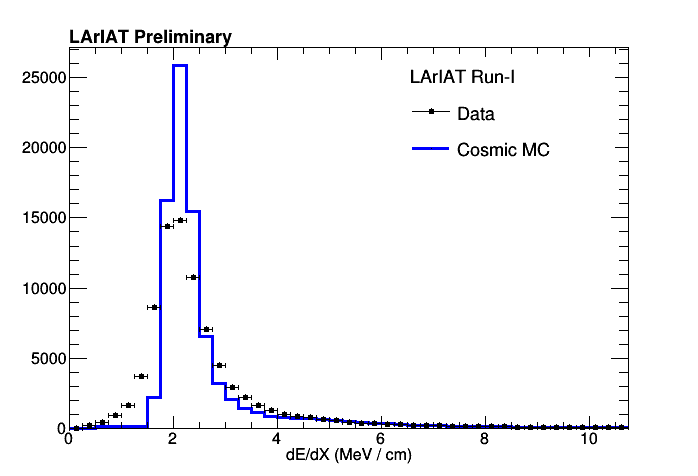 LArIAT Preliminary
LArIAT Run-I
Data
Cosmic MC
25000
20000
15000
10000
5000
0
0 2 4 6 8 10
dE/dX (MeV / cm)